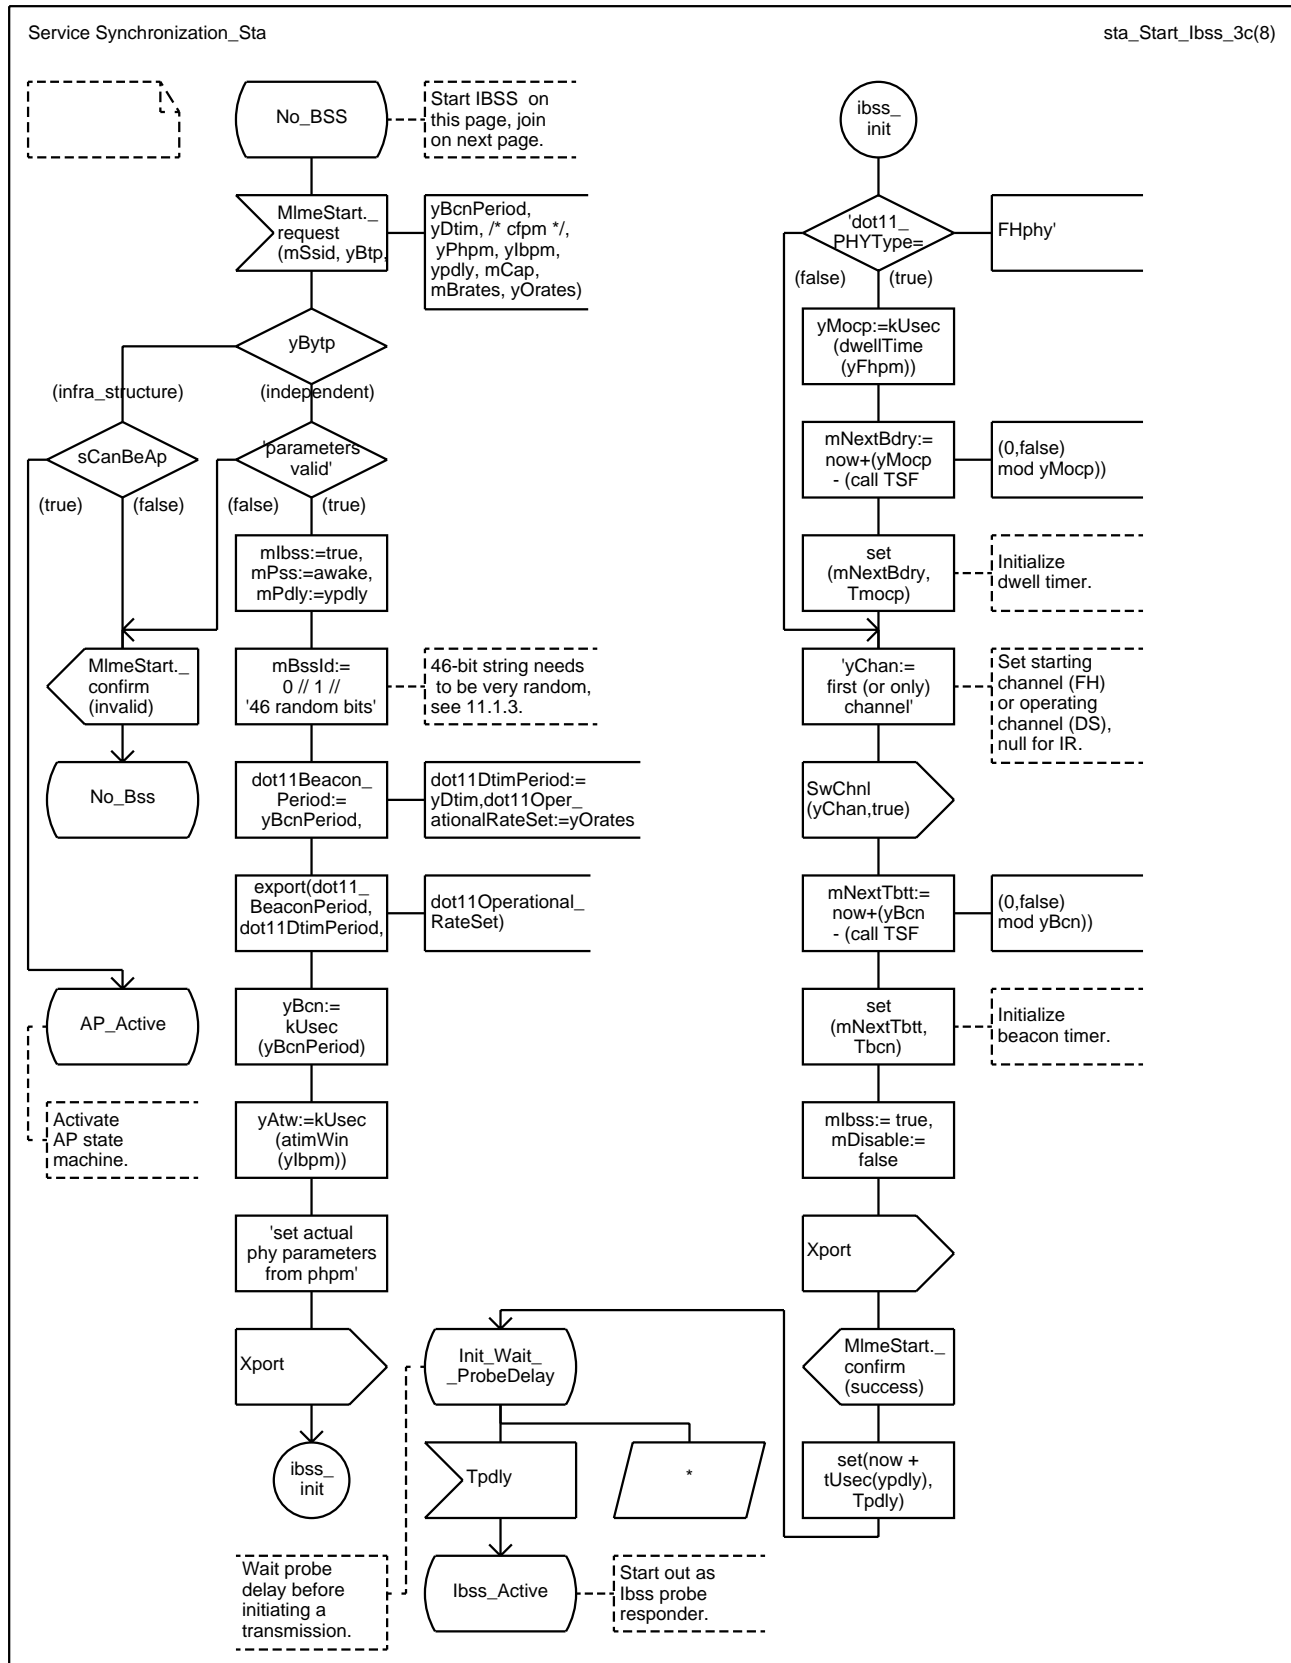 Service Synchronization_Sta
sta_Start_Ibss_3c(8)
No_BSS
Start IBSS on
this page, join
on next page.
MlmeStart._
request
(mSsid, yBtp,
yBcnPeriod,
yDtim, /* cfpm */,
yPhpm, yIbpm,
ypdly, mCap,
mBrates, yOrates)
yBytp
(infra_structure)
(independent)
sCanBeAp
'parameters
valid'
(true)
(false)
(false)
(true)
mIbss:=true,
mPss:=awake,
mPdly:=ypdly
MlmeStart._
confirm
(invalid)
mBssId:=
0 // 1 //
'46 random bits'
46-bit string needs
to be very random,
see 11.1.3.
No_Bss
dot11Beacon_
Period:=
yBcnPeriod,
dot11DtimPeriod:=
yDtim,dot11Oper_
ationalRateSet:=yOrates
export(dot11_
BeaconPeriod,
dot11DtimPeriod,
dot11Operational_
RateSet)
AP_Active
yBcn:=
kUsec
(yBcnPeriod)
Activate
AP state
machine.
yAtw:=kUsec
(atimWin
(yIbpm))
'set actual
phy parameters
from phpm'
Xport
ibss_
init
Init_Wait_
_ProbeDelay
Tpdly
*
Wait probe
delay before
initiating a
transmission.
Ibss_Active
Start out as
Ibss probe
responder.
ibss_
init
'dot11_
PHYType=
FHphy'
(false)
(true)
yMocp:=kUsec
(dwellTime
(yFhpm))
mNextBdry:=
now+(yMocp
- (call TSF
(0,false)
mod yMocp))
set
(mNextBdry,
Tmocp)
Initialize
dwell timer.
'yChan:=
first (or only)
channel'
Set starting
channel (FH)
or operating
channel (DS),
null for IR.
SwChnl
(yChan,true)
mNextTbtt:=
now+(yBcn
- (call TSF
(0,false)
mod yBcn))
set
(mNextTbtt,
Tbcn)
Initialize
beacon timer.
mIbss:= true,
mDisable:=
false
Xport
MlmeStart._
confirm
(success)
set(now +
tUsec(ypdly),
Tpdly)